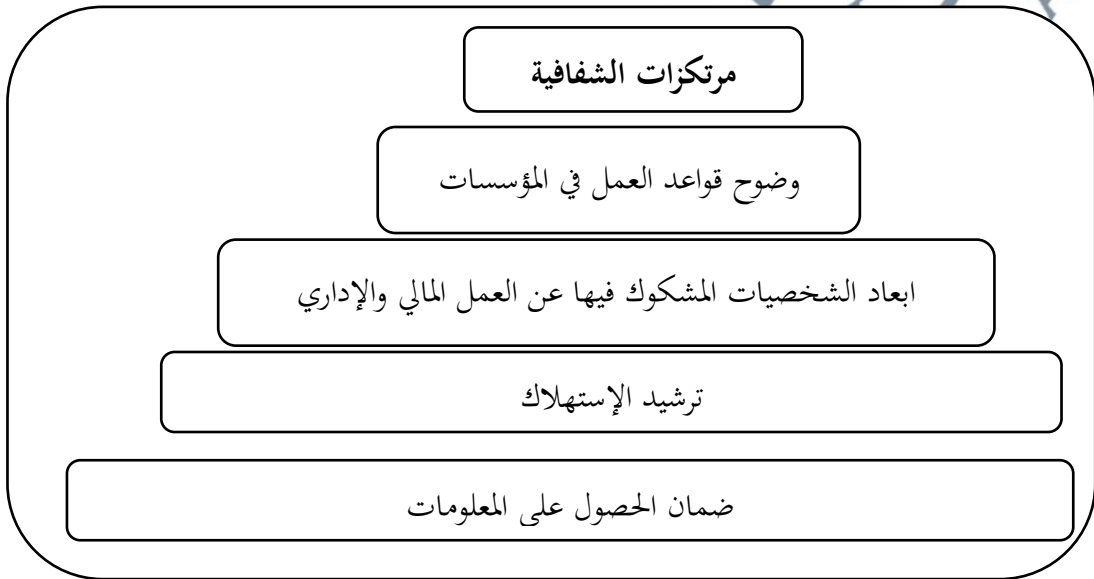 مرتكزات الشفافية
وضوح قواعد العمل في المؤسسات
ابعاد الشخصيات المشكوك فيها عن العمل المالي والإداري
ترشيد الإستهلاك
ضمان الحصول على المعلومات